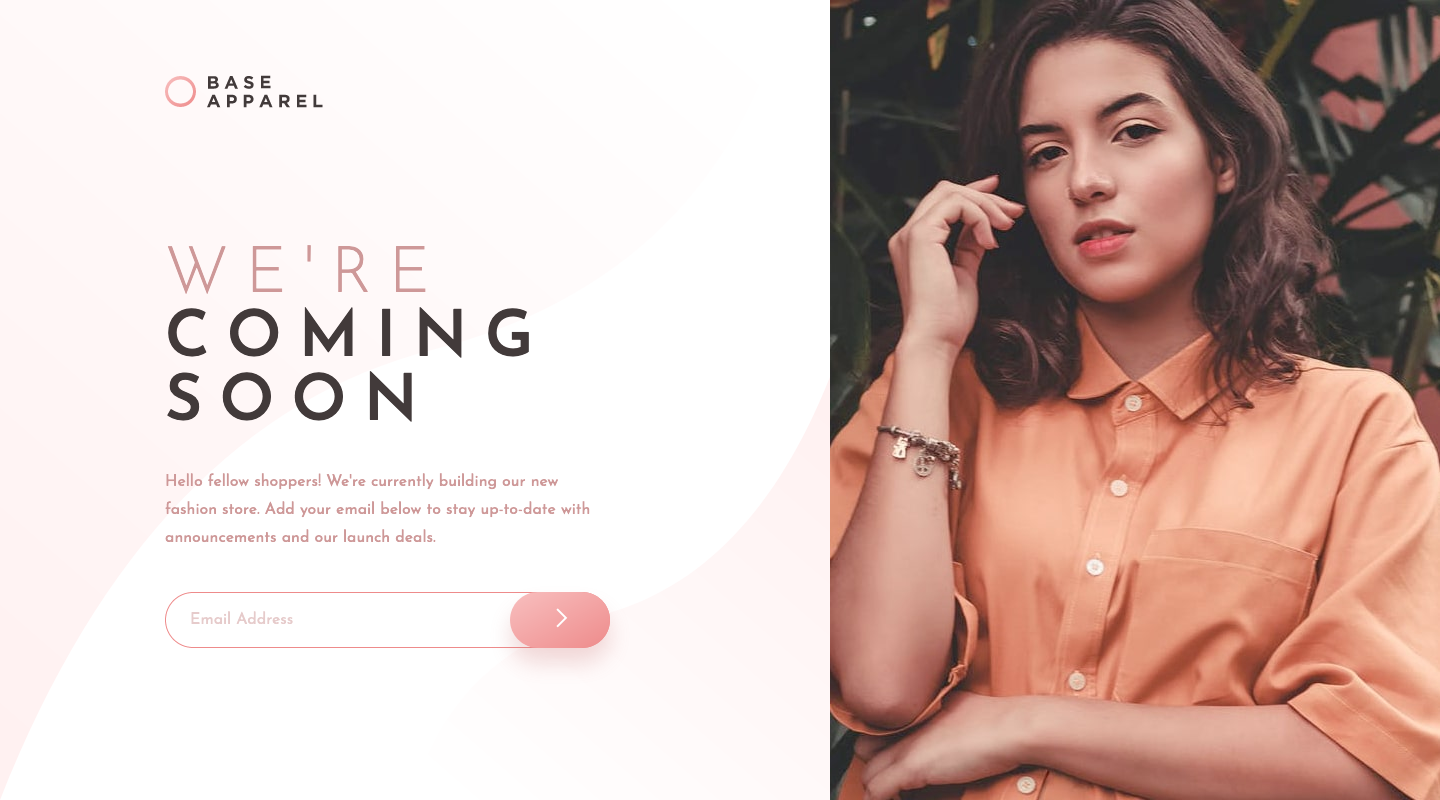 BASE
APPAREL
WE'RE
COMING
SOON
Hello fellow shoppers! We're currently building our new
fashion store. Add your email below to stay up-to-date with
announcements and our launch deals.
Email Address